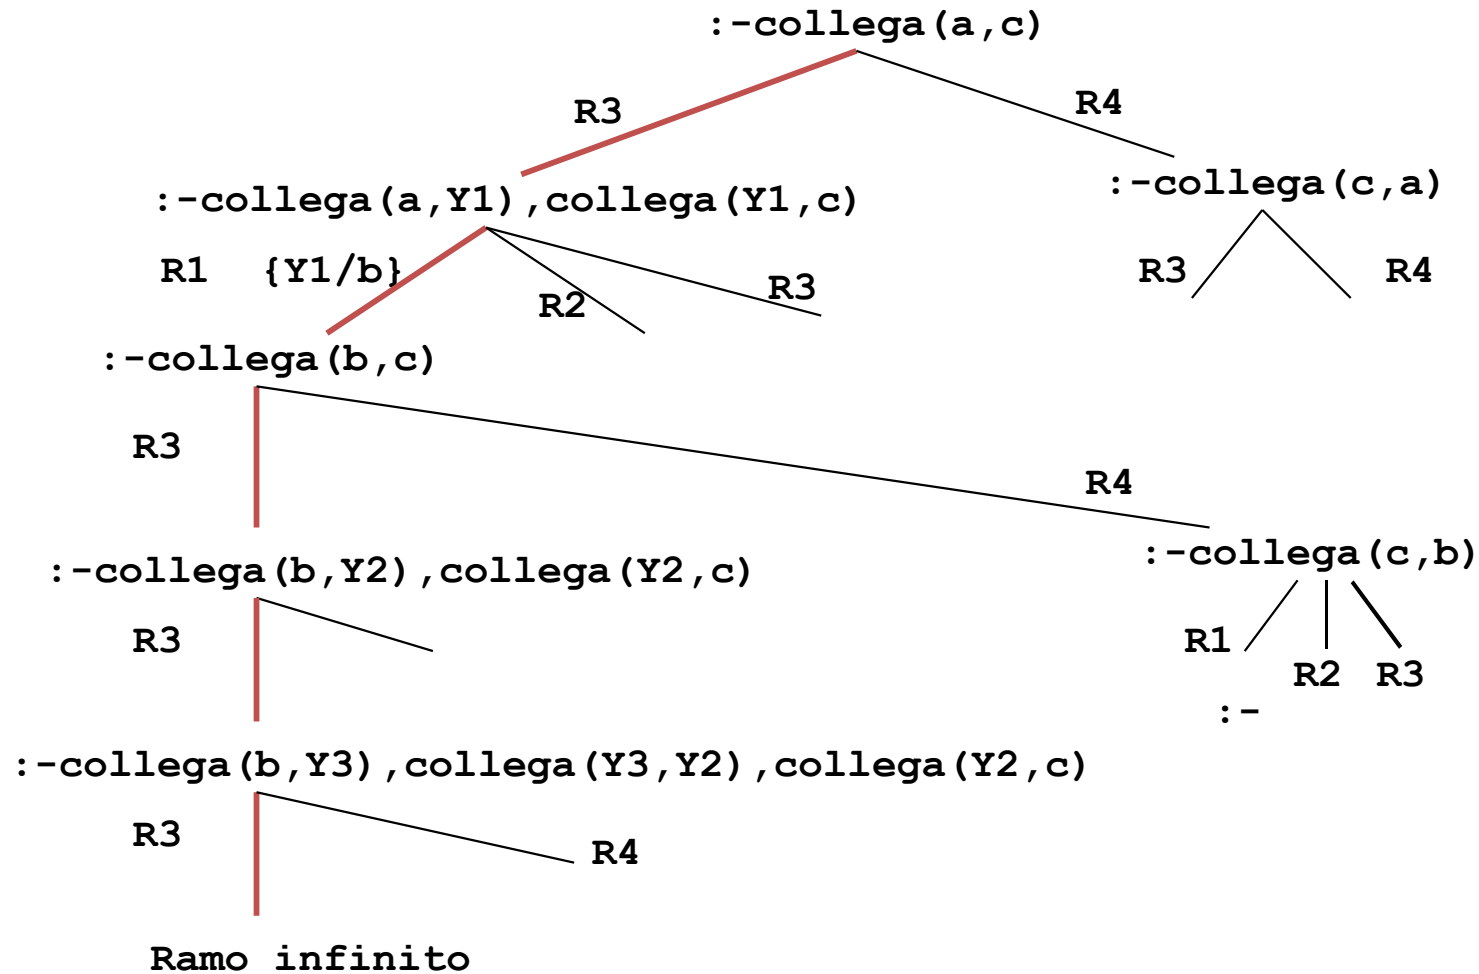 :-collega(a,c)
R3
R4
:-collega(a,Y1),collega(Y1,c)
:-collega(c,a)
R1 {Y1/b}
R2
R3
R3
R4
:-collega(b,c)
R3
R4
:-collega(b,Y2),collega(Y2,c)
:-collega(c,b)
R3
R1
R2
R3
:-
:-collega(b,Y3),collega(Y3,Y2),collega(Y2,c)
R3
R4
Ramo infinito